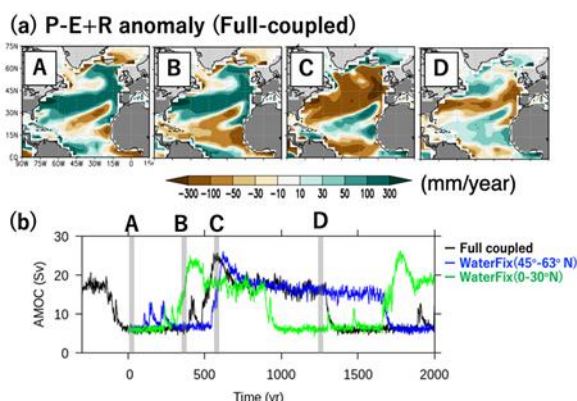 (a) P-E+R anomaly (Full-coupled)
A B C D
75N
60N
45N
30N
15N
EQ
90W 75W 60W 45W 30W 15W 0
-300 -100 -50 -30 -10 10 30 50 100 300 (mm/year)
(b) A B C D
30
20
10
0
AMOC (Sv)
Full coupled
WaterFix(45°-63° N)
WaterFix(0-30°N)
0 500 1000 1500 2000
Time (yr)